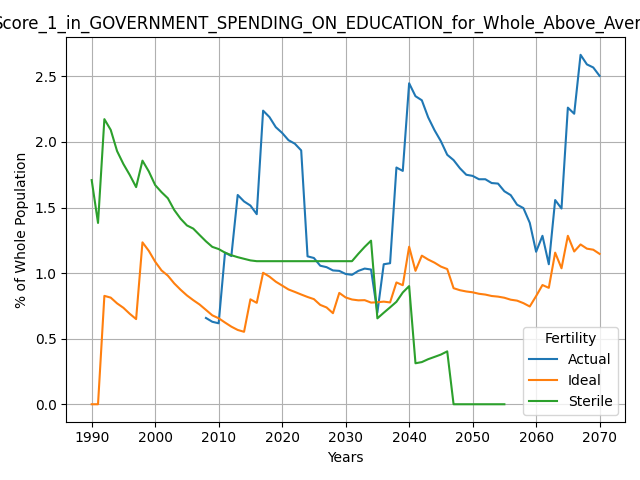 Score_1_in_GOVERNMENT_SPENDING_ON_EDUCATION_for_Whole_Above_Aver
% of Whole Population
2.5
2.0
1.5
1.0
0.5
0.0
Fertility
Actual
Ideal
Sterile
1990 2000 2010 2020 2030 2040 2050 2060 2070
Years